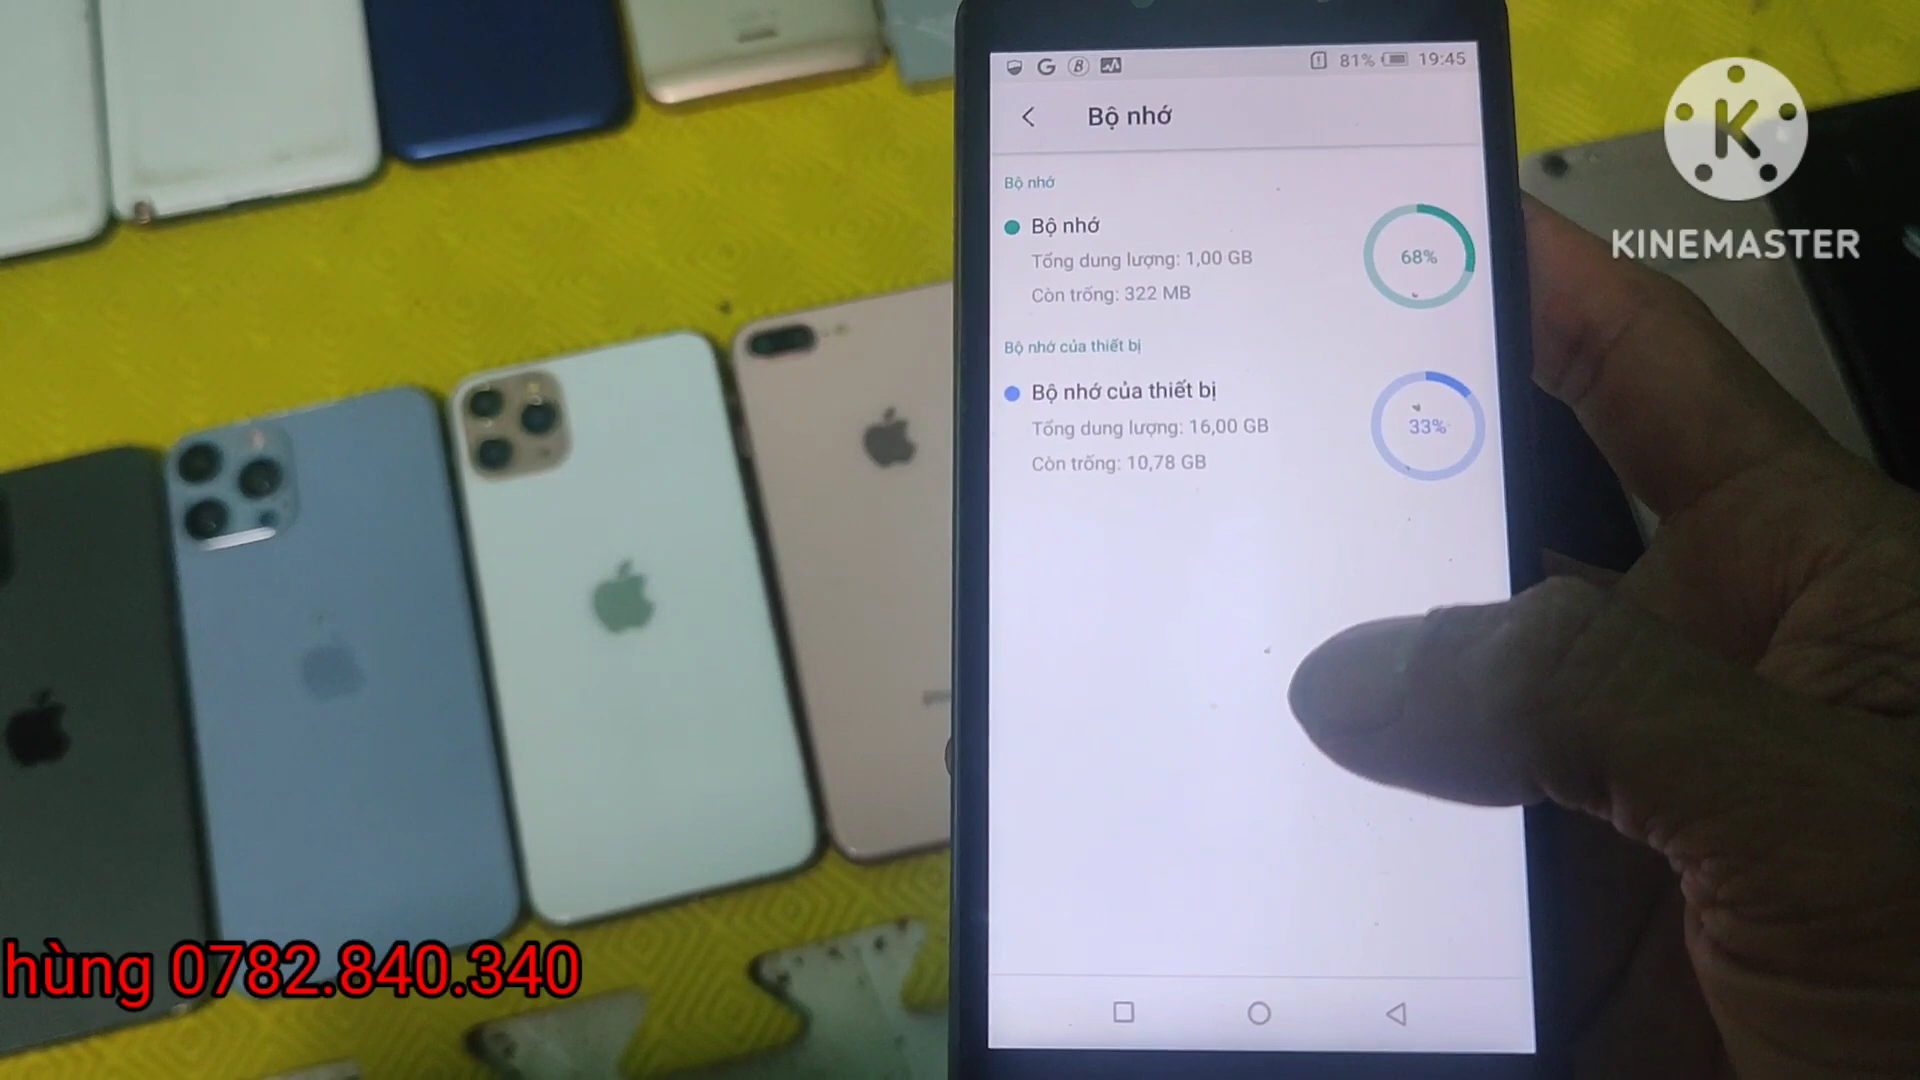 81% 19:45
Bộ nhớ
Bộ nhớ
Bộ nhớ
Tổng dung lượng: 1,00 GB
Còn trống: 322 MB
68%
Bộ nhớ của thiết bị
Bộ nhớ của thiết bị
Tổng dung lượng: 16,00 GB
Còn trống: 10,78 GB
33%
K
KINEMASTER
hùng 0782.840.340